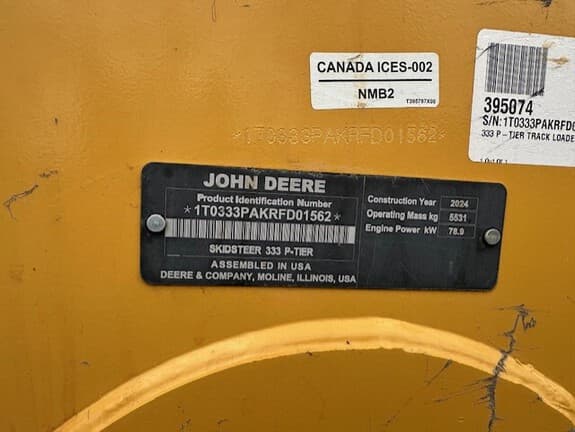 CANADA ICES-002
NMB2
T395797X00
395074
S/N:1T0333PAKRFD0
333 P-TIER TRACK LOADE
*1T0333PAKRFD01562*
JOHN DEERE
Product Identification Number
*1T0333PAKRFD01562*
SKIDSTEER 333 P-TIER
ASSEMBLED IN USA
DEERE & COMPANY, MOLINE, ILLINOIS, USA
Construction Year 2024
Operating Mass kg 5531
Engine Power kW 78.9